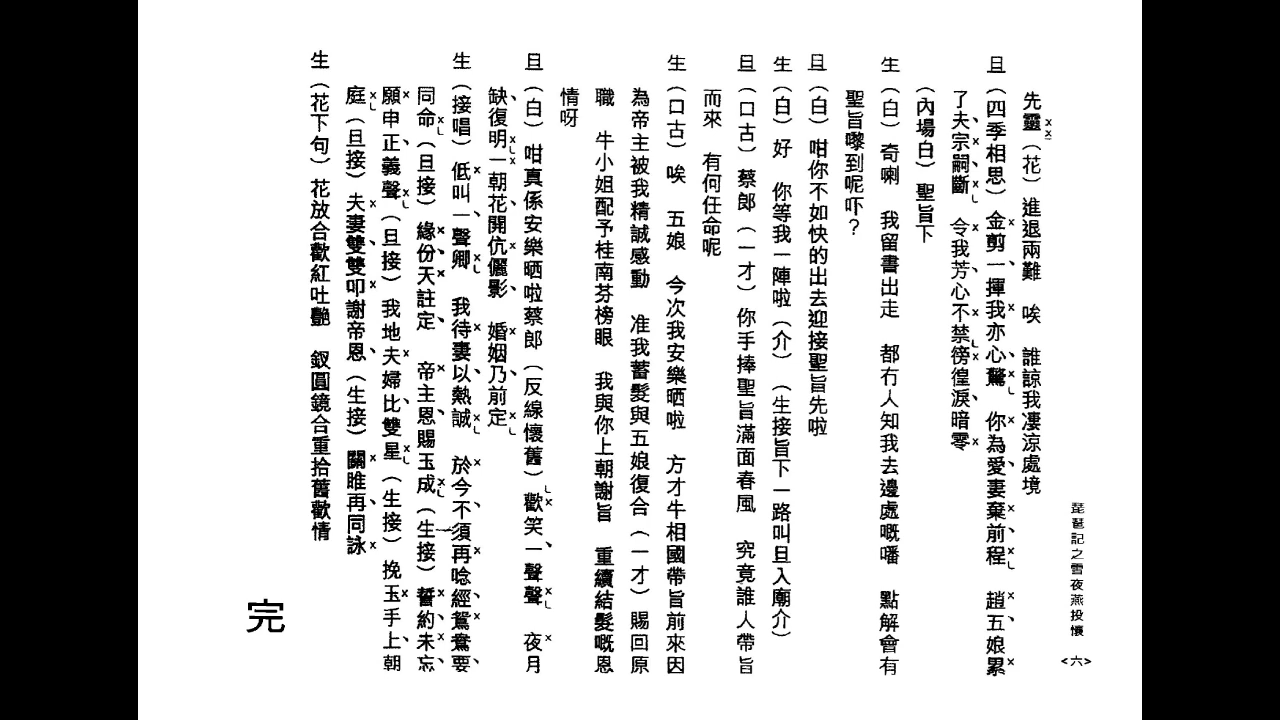 琵琶記之雪夜燕投懷 <六>
先靈（花）進退兩難　唉　誰諒我淒涼處境
旦（四季相思）金剪一揮我亦心驚　你為愛妻棄前程　趙五娘累
了夫宗嗣斷　令我芳心不禁徬徨淚暗零
（內場白）聖旨下
生（白）奇喇　我留書出走　都冇人知我去邊處嘅噃　點解會有
聖旨嚟到呢吓？
旦（白）咁你不如快的出去迎接聖旨先啦
生（白）好　你等我一陣啦（介）（生接旨下一路叫旦入廟介）
旦（口古）蔡郎（一才）你手捧聖旨滿面春風　究竟誰人帶旨
而來　有何任命呢
生（口古）唉　五娘　今次我安樂晒啦　方才牛相國帶旨前來因
為帝主被我精誠感動　准我蓄髮與五娘復合（一才）賜回原
職　牛小姐配予桂南芬榜眼　我與你上朝謝旨　重續結髮嘅恩
情呀
旦（白）咁真係安樂晒啦蔡郎（反線懷舊）歡笑一聲聲　夜月
缺復明一朝花開伉儷影　婚姻乃前定
生（接唱）低叫一聲卿　我待妻以熱誠　於今不須再唸經鴛鴦要
同命（旦接）緣份天註定　帝主恩賜玉成（生接）誓約未忘
願申正義聲（旦接）我地夫婦比雙星（生接）挽玉手上朝
庭（旦接）夫妻雙雙叩謝帝恩（生接）關雎再同詠
生（花下句）花放合歡紅吐艷　釵圓鏡合重拾舊歡情
完